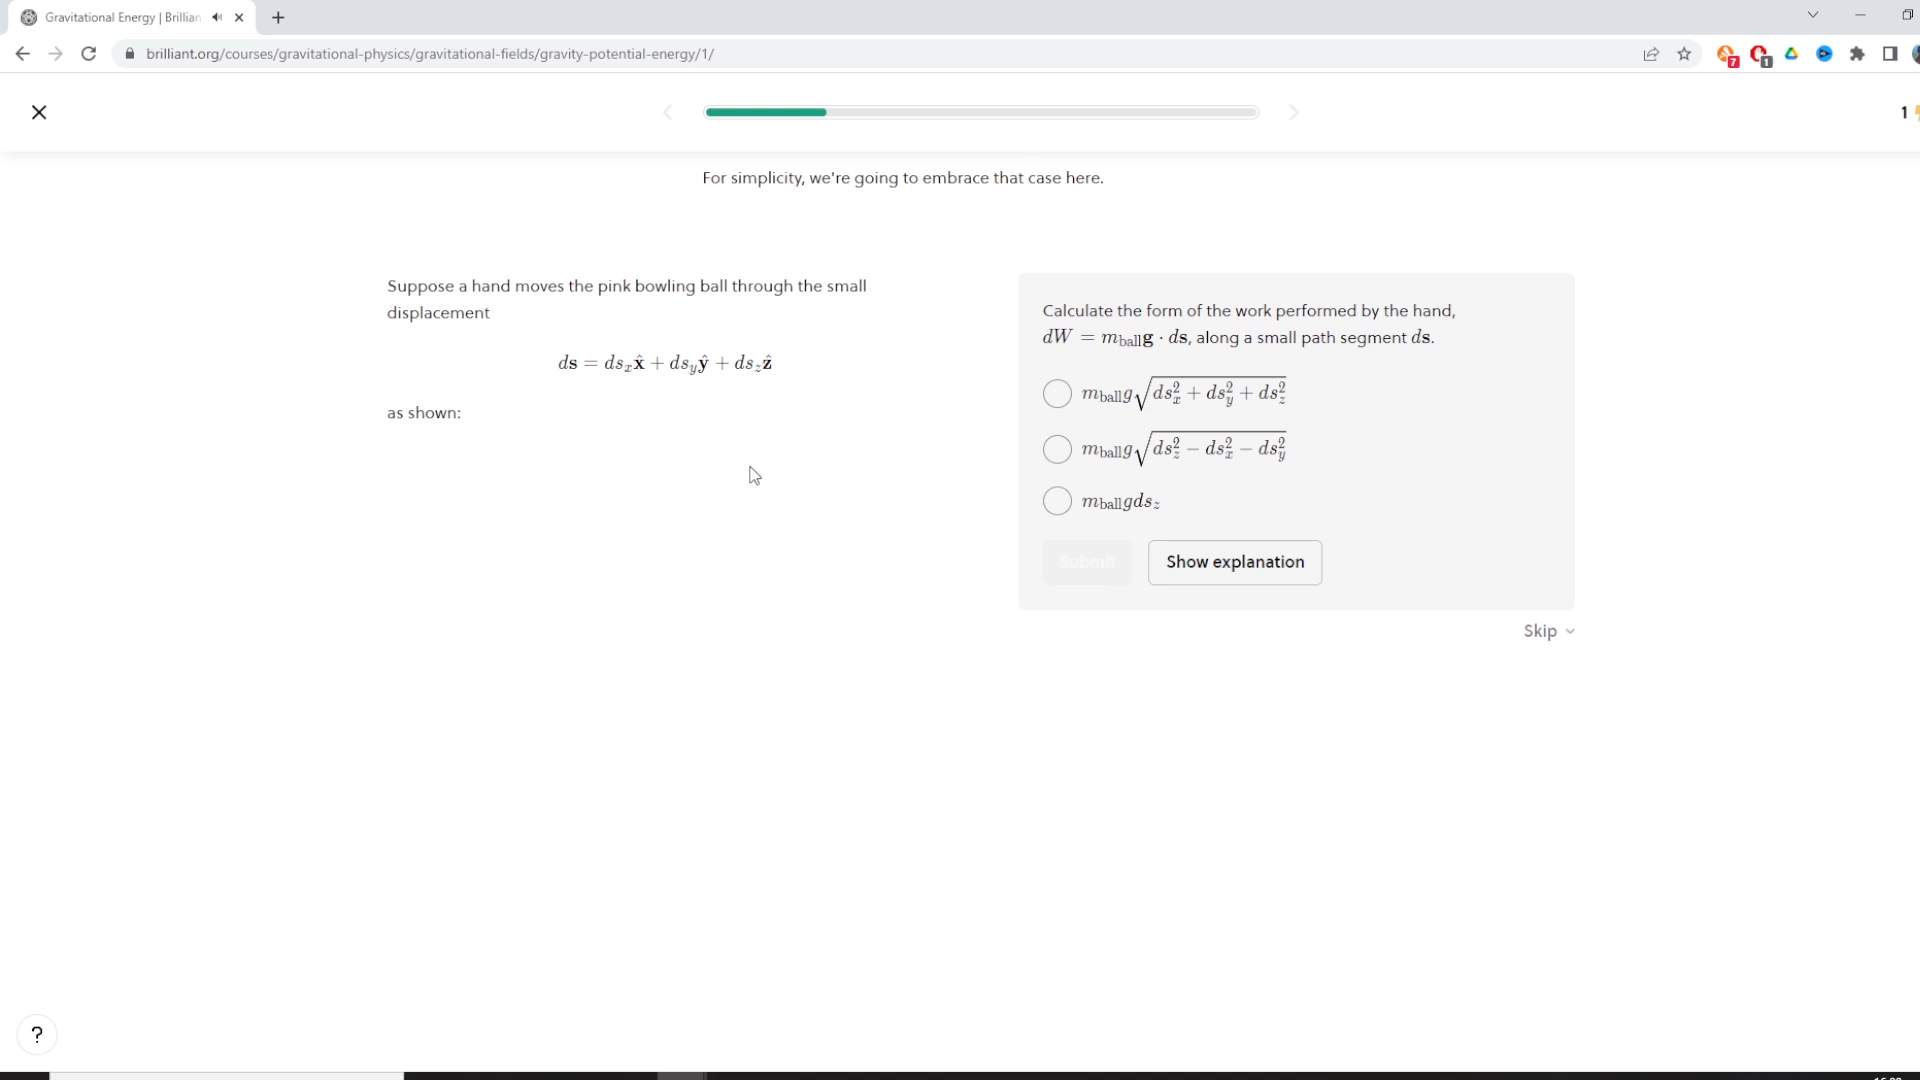 Gravitational Energy | Brillian
brilliant.org/courses/gravitational-physics/gravitational-fields/gravity-potential-energy/1/
7
1
1
For simplicity, we're going to embrace that case here.
Suppose a hand moves the pink bowling ball through the small
displacement
d𝐬 = ds_x x̂ + ds_y ŷ + ds_z ẑ
as shown:
Calculate the form of the work performed by the hand,
dW = m_ball 𝐠 · d𝐬, along a small path segment d𝐬.
m_ball g √(ds_x² + ds_y² + ds_z²)
m_ball g √(ds_z² − ds_x² − ds_y²)
m_ball g ds_z
Submit
Show explanation
Skip
?